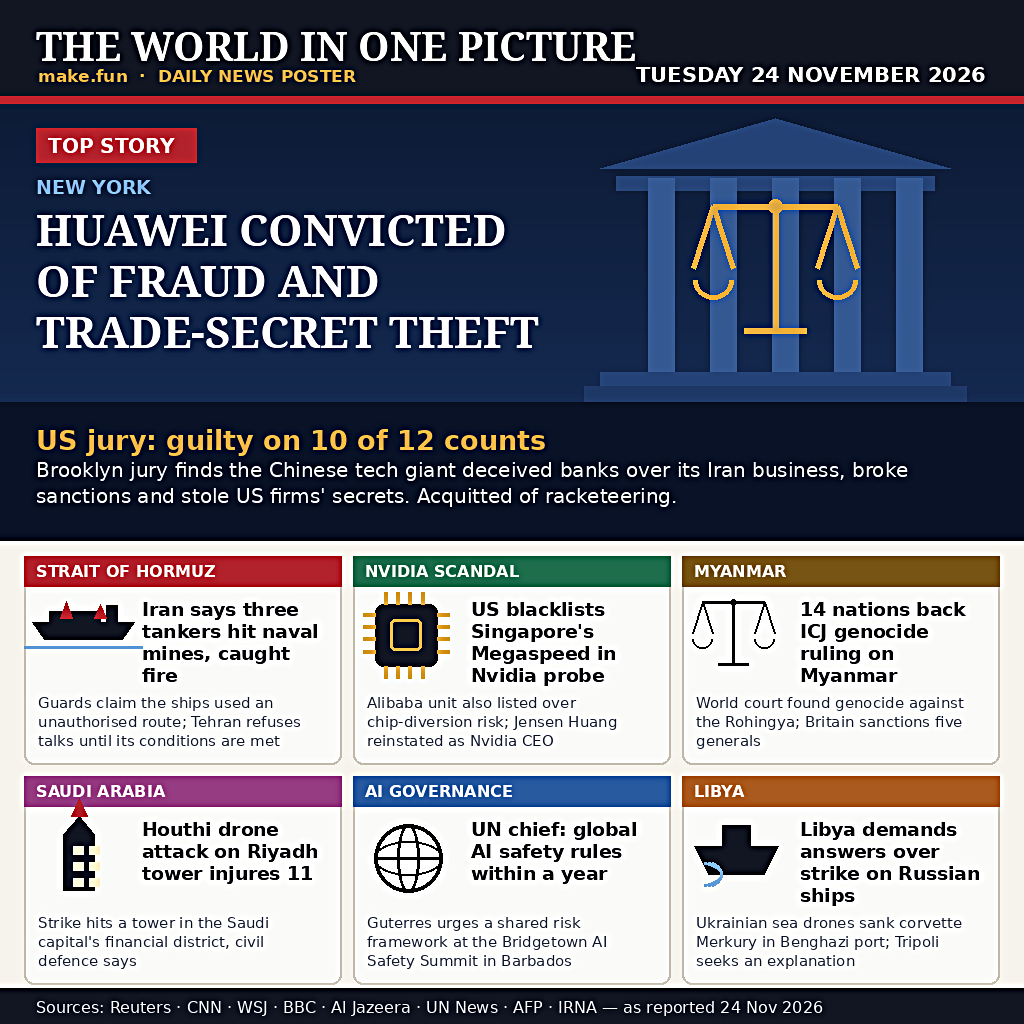 THE WORLD IN ONE PICTURE
make.fun · DAILY NEWS POSTER
TUESDAY 24 NOVEMBER 2026
TOP STORY
NEW YORK
HUAWEI CONVICTED
OF FRAUD AND
TRADE-SECRET THEFT
US jury: guilty on 10 of 12 counts
Brooklyn jury finds the Chinese tech giant deceived banks over its Iran business, broke
sanctions and stole US firms' secrets. Acquitted of racketeering.
STRAIT OF HORMUZ
Iran says three
tankers hit naval
mines, caught
fire
Guards claim the ships used an
unauthorised route; Tehran refuses
talks until its conditions are met
NVIDIA SCANDAL
US blacklists
Singapore's
Megaspeed in
Nvidia probe
Alibaba unit also listed over
chip-diversion risk; Jensen Huang
reinstated as Nvidia CEO
MYANMAR
14 nations back
ICJ genocide
ruling on
Myanmar
World court found genocide against
the Rohingya; Britain sanctions five
generals
SAUDI ARABIA
Houthi drone
attack on Riyadh
tower injures 11
Strike hits a tower in the Saudi
capital's financial district, civil
defence says
AI GOVERNANCE
UN chief: global
AI safety rules
within a year
Guterres urges a shared risk
framework at the Bridgetown AI
Safety Summit in Barbados
LIBYA
Libya demands
answers over
strike on Russian
ships
Ukrainian sea drones sank corvette
Merkury in Benghazi port; Tripoli
seeks an explanation
Sources: Reuters · CNN · WSJ · BBC · Al Jazeera · UN News · AFP · IRNA — as reported 24 Nov 2026